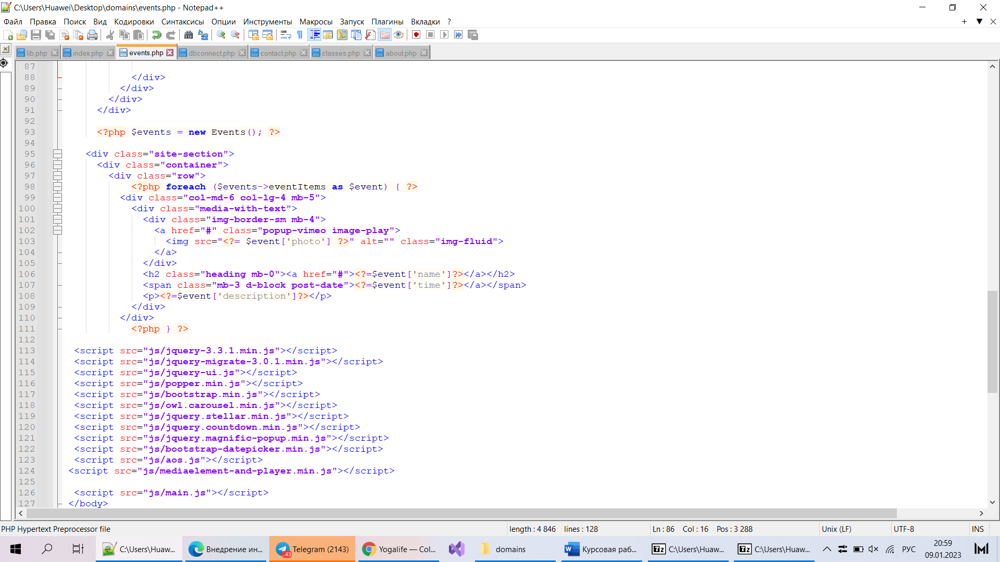 C:\Users\Huawei\Desktop\domains\events.php - Notepad++
Файл Правка Поиск Вид Кодировки Синтаксисы Опции Инструменты Макросы Запуск Плагины Вкладки ?
lib.php index.php events.php dbconnect.php contact.php classes.php about.php
87
88 </div>
89 </div>
90 </div>
91 </div>
92
93 <?php $events = new Events(); ?>
94
95 <div class="site-section">
96 <div class="container">
97 <div class="row">
98 <?php foreach ($events->eventItems as $event) { ?>
99 <div class="col-md-6 col-lg-4 mb-5">
100 <div class="media-with-text">
101 <div class="img-border-sm mb-4">
102 <a href="#" class="popup-vimeo image-play">
103 <img src="<?= $event['photo'] ?>" alt="" class="img-fluid">
104 </a>
105 </div>
106 <h2 class="heading mb-0"><a href="#"><?=$event['name']?></a></h2>
107 <span class="mb-3 d-block post-date"><?=$event['time']?></a></span>
108 <p><?=$event['description']?></p>
109 </div>
110 </div>
111 <?php } ?>
112
113 <script src="js/jquery-3.3.1.min.js"></script>
114 <script src="js/jquery-migrate-3.0.1.min.js"></script>
115 <script src="js/jquery-ui.js"></script>
116 <script src="js/popper.min.js"></script>
117 <script src="js/bootstrap.min.js"></script>
118 <script src="js/owl.carousel.min.js"></script>
119 <script src="js/jquery.stellar.min.js"></script>
120 <script src="js/jquery.countdown.min.js"></script>
121 <script src="js/jquery.magnific-popup.min.js"></script>
122 <script src="js/bootstrap-datepicker.min.js"></script>
123 <script src="js/aos.js"></script>
124 <script src="js/mediaelement-and-player.min.js"></script>
125
126 <script src="js/main.js"></script>
127 </body>
PHP Hypertext Preprocessor file length : 4 846 lines : 128 Ln : 86 Col : 16 Pos : 3 288 Unix (LF) UTF-8 INS
C:\Users\Huaw... Внедрение ин... Telegram (2143) Yogalife — Col... domains Курсовая раб... C:\Users\Huaw... C:\Users\Huaw... РУС 20:59
09.01.2023